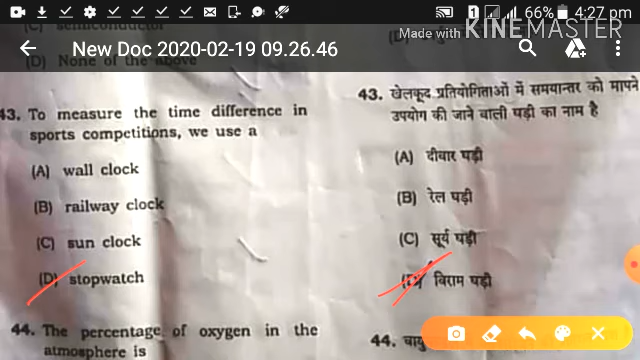 66% 4:27 pm
Made with KINEMASTER
New Doc 2020-02-19 09.26.46
(C) semiconductor
(D) None of the above
43. To measure the time difference in
sports competitions, we use a
(A) wall clock
(B) railway clock
(C) sun clock
(D) stopwatch
44. The percentage of oxygen in the
atmosphere is
43. खेलकूद प्रतियोगिताओं में समयान्तर को मापने
उपयोग की जाने वाली घड़ी का नाम है
(A) दीवार घड़ी
(B) रेल घड़ी
(C) सूर्य घड़ी
(D) विराम घड़ी
44.